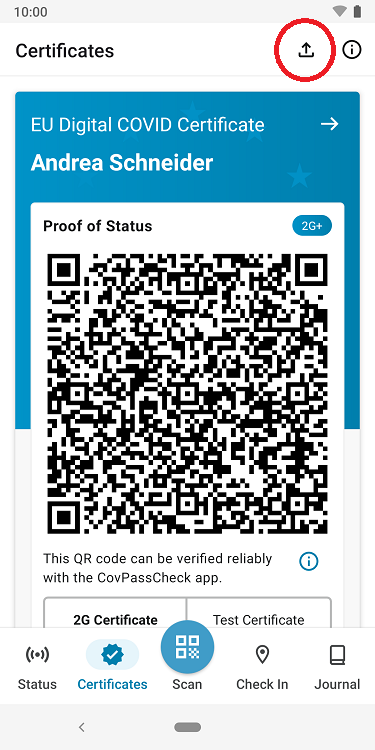 10:00
Certificates
EU Digital COVID Certificate
Andrea Schneider
Proof of Status 2G+
This QR code can be verified reliably
with the CovPassCheck app.
2G Certificate Test Certificate
Status Certificates Scan Check In Journal